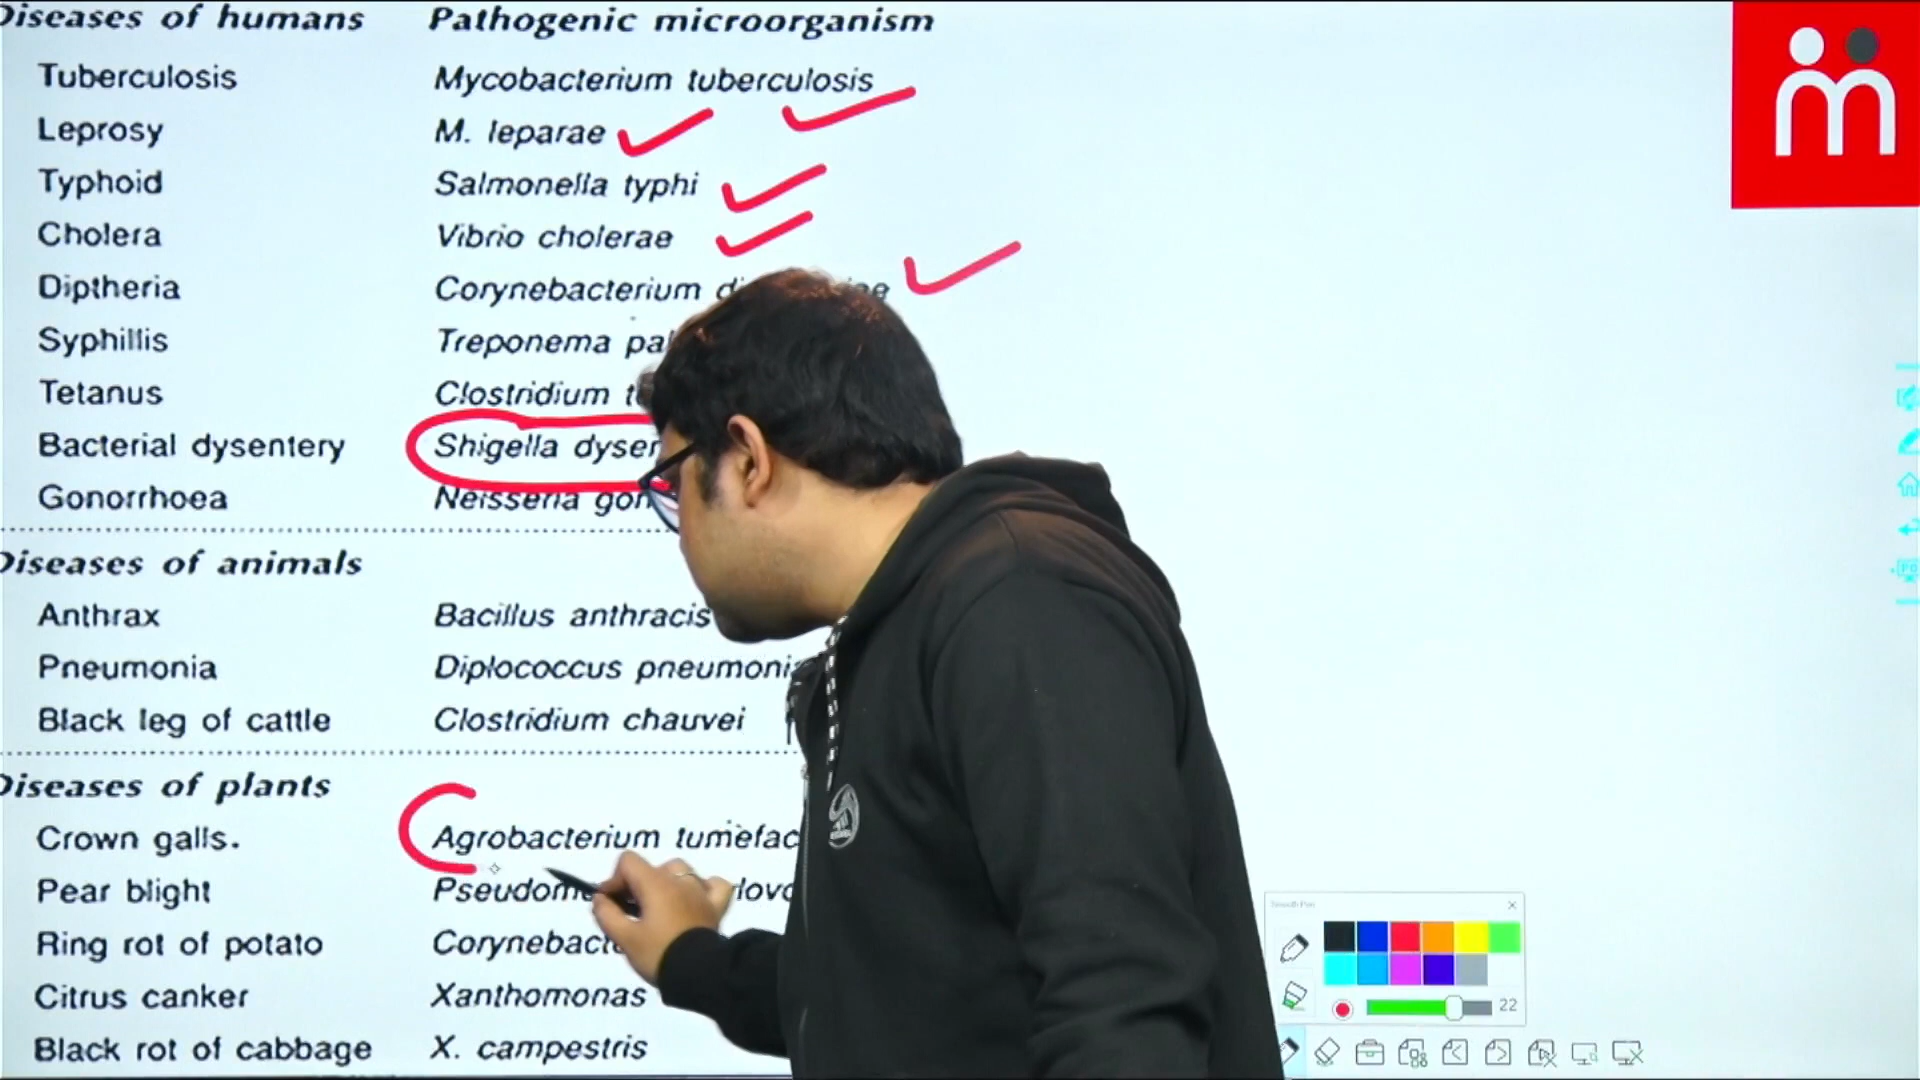 Diseases of humans Pathogenic microorganism
Tuberculosis Mycobacterium tuberculosis
Leprosy M. leparae
Typhoid Salmonella typhi
Cholera Vibrio cholerae
Diptheria Corynebacterium
Syphillis Treponema
Tetanus Clostridium
Bacterial dysentery Shigella
Gonorrhoea Neisseria
Diseases of animals
Anthrax Bacillus anthracis
Pneumonia Diplococcus
Black leg of cattle Clostridium chauvei
Diseases of plants
Crown galls. Agrobacterium
Pear blight
Ring rot of potato
Citrus canker Xanthomonas
Black rot of cabbage X. campestris
Smooth Pen
22